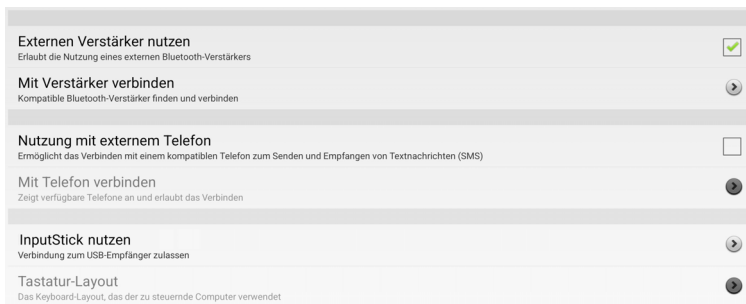 Externen Verstärker nutzen
Erlaubt die Nutzung eines externen Bluetooth-Verstärkers
Mit Verstärker verbinden
Kompatible Bluetooth-Verstärker finden und verbinden
Nutzung mit externem Telefon
Ermöglicht das Verbinden mit einem kompatiblen Telefon zum Senden und Empfangen von Textnachrichten (SMS)
Mit Telefon verbinden
Zeigt verfügbare Telefone an und erlaubt das Verbinden
InputStick nutzen
Verbindung zum USB-Empfänger zulassen
Tastatur-Layout
Das Keyboard-Layout, das der zu steuernde Computer verwendet